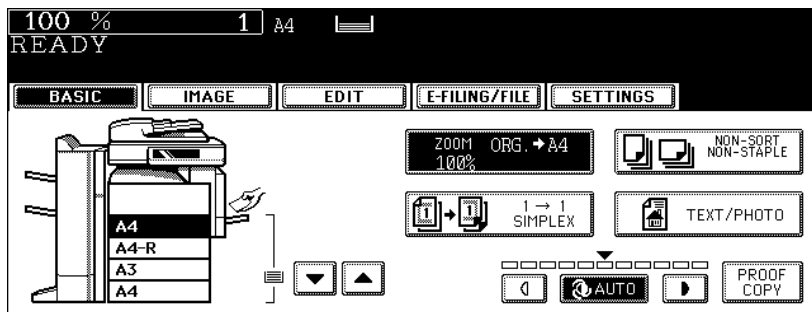 100 % 1 A4
READY
BASIC IMAGE EDIT E-FILING/FILE SETTINGS
ZOOM ORG. ➔ A4
100%
NON-SORT
NON-STAPLE
1 → 1
SIMPLEX
TEXT/PHOTO
A4
A4-R
A3
A4
AUTO
PROOF
COPY